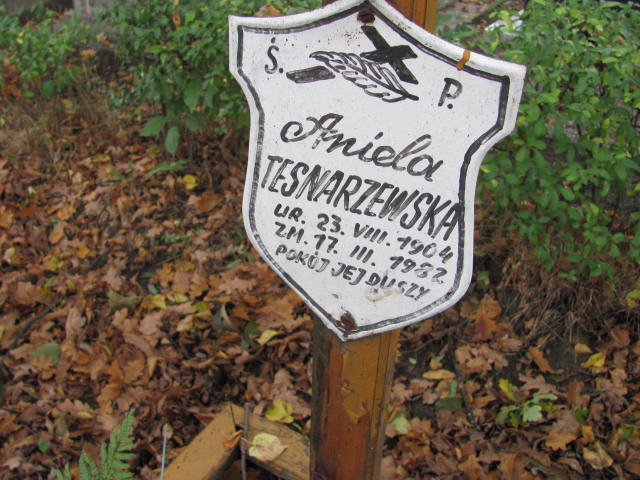 Ś. P.
Aniela
TESNARZEWSKA
UR. 23. VIII. 1904
ZM. 17. III. 1982
POKÓJ JEJ DUSZY